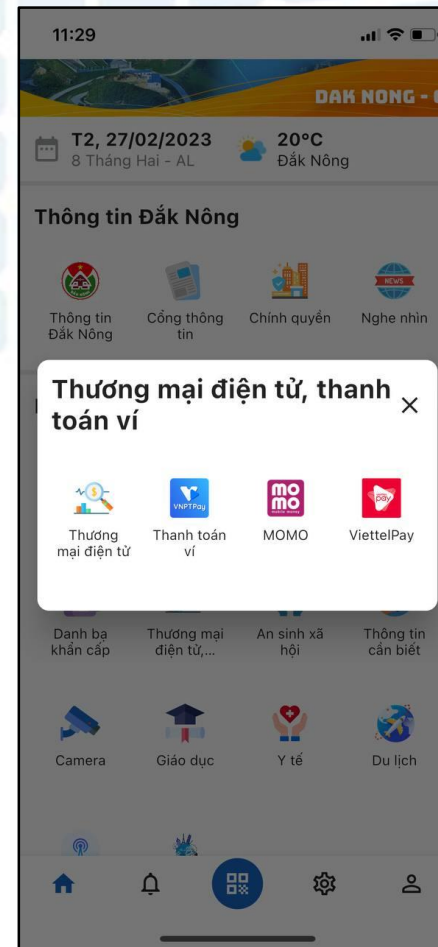 11:29
DAK NONG -
T2, 27/02/2023
8 Tháng Hai - AL
20°C
Đắk Nông
Thông tin Đắk Nông
NEWS
Thông tin
Đắk Nông
Cổng thông
tin
Chính quyền
Nghe nhìn
Thương mại điện tử, thanh
toán ví
VNPTPay
mo
mo
mobile money
pay
Thương
mại điện tử
Thanh toán
ví
MOMO
ViettelPay
Danh bạ
khẩn cấp
Thương mại
điện tử,...
An sinh xã
hội
Thông tin
cần biết
Camera
Giáo dục
Y tế
Du lịch